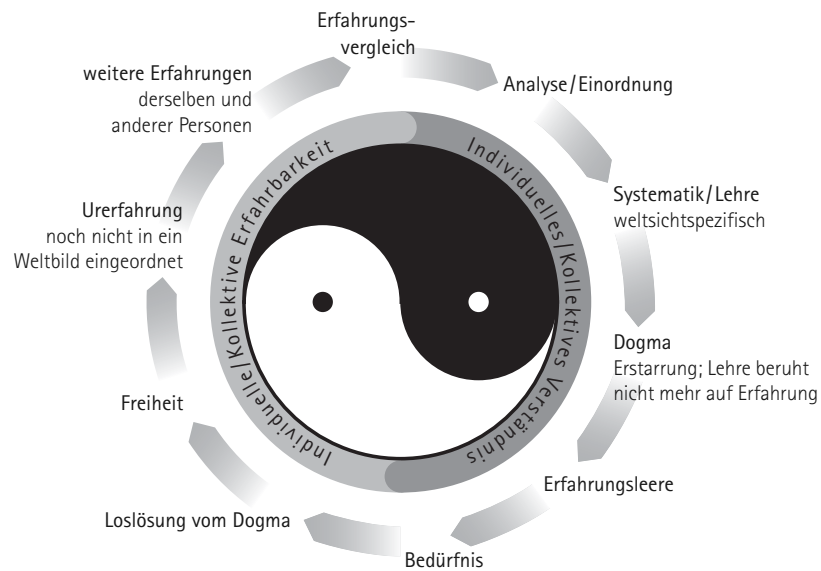 Erfahrungs-
vergleich
Analyse/Einordnung
Systematik/Lehre
weltsichtspezifisch
Dogma
Erstarrung; Lehre beruht
nicht mehr auf Erfahrung
Erfahrungsleere
Bedürfnis
Loslösung vom Dogma
Freiheit
Urerfahrung
noch nicht in ein
Weltbild eingeordnet
weitere Erfahrungen
derselben und
anderer Personen
Individuelle/Kollektive Erfahrbarkeit
Individuelles/Kollektives Verständnis